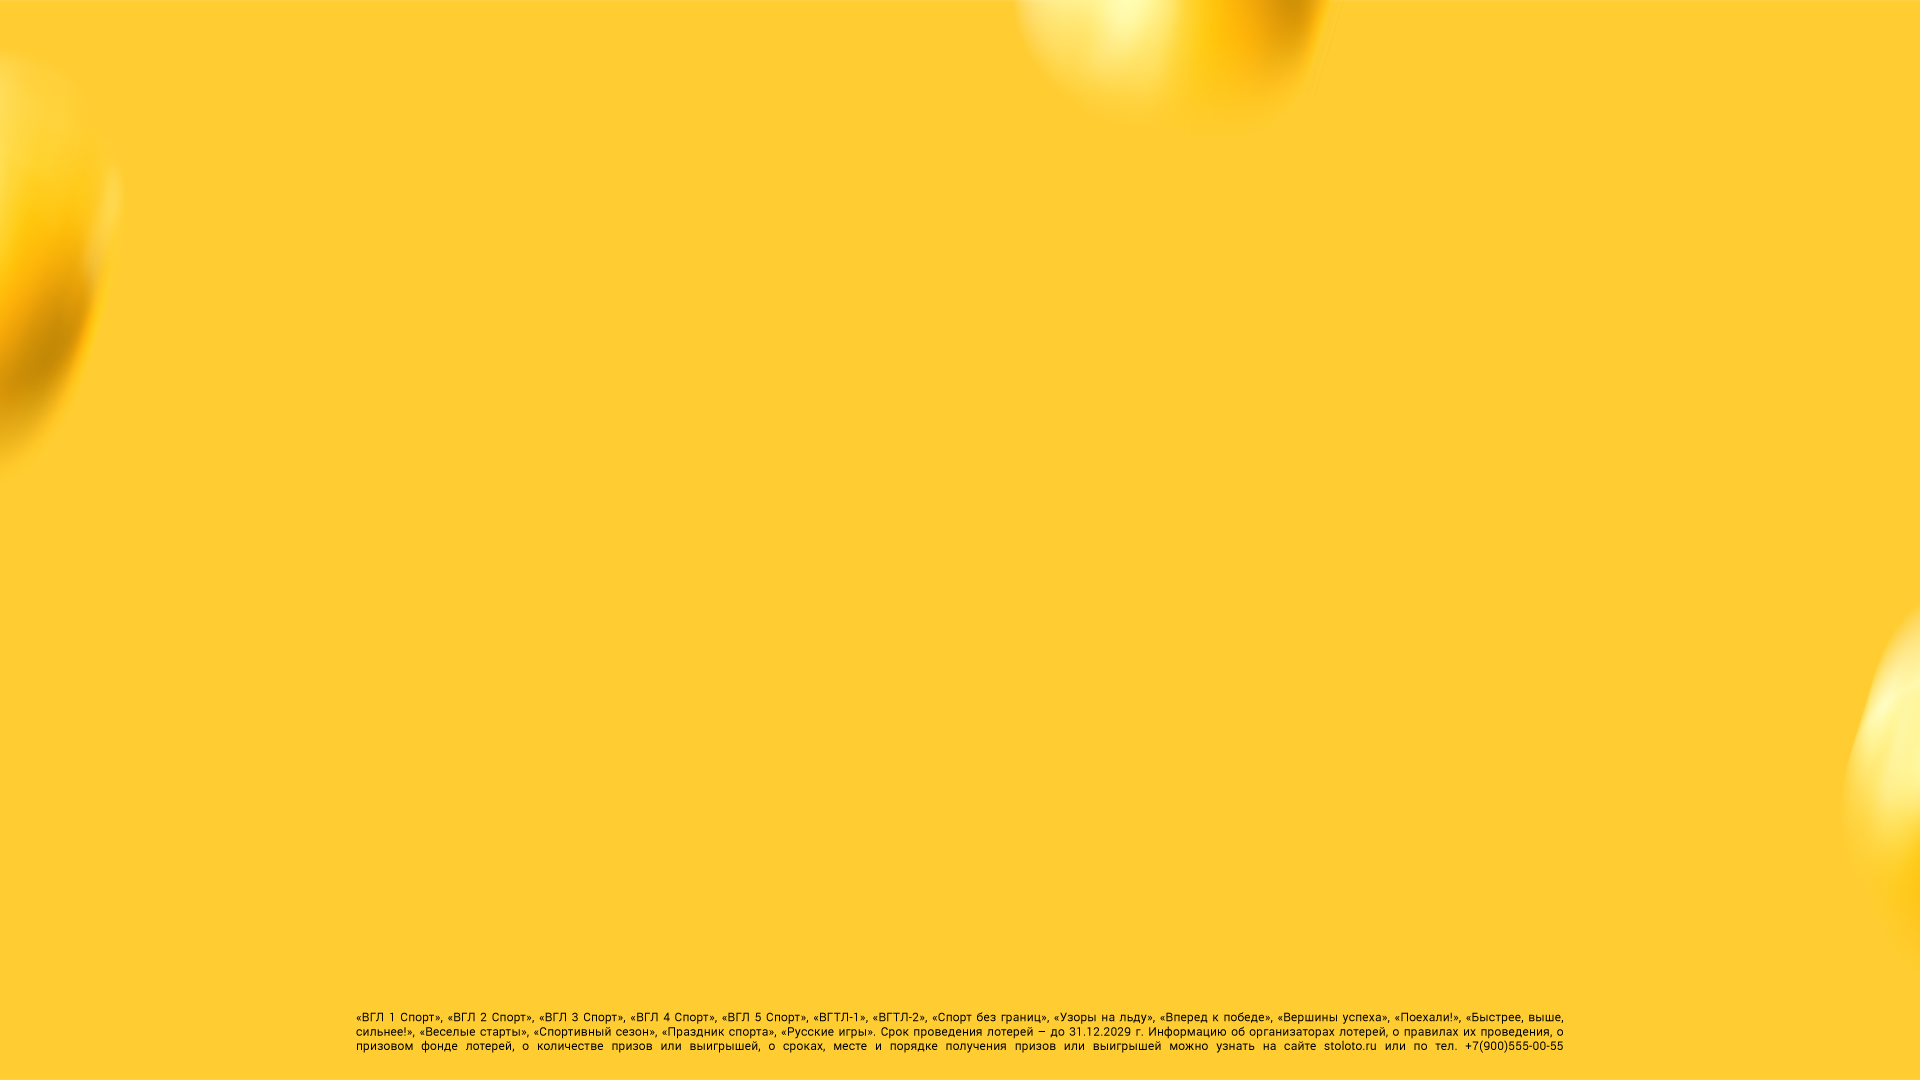 «ВГЛ 1 Спорт», «ВГЛ 2 Спорт», «ВГЛ 3 Спорт», «ВГЛ 4 Спорт», «ВГЛ 5 Спорт», «ВГТЛ-1», «ВГТЛ-2», «Спорт без границ», «Узоры на льду», «Вперед к победе», «Вершины успеха», «Поехали!», «Быстрее, выше,
сильнее!», «Веселые старты», «Спортивный сезон», «Праздник спорта», «Русские игры». Срок проведения лотерей – до 31.12.2029 г. Информацию об организаторах лотерей, о правилах их проведения, о
призовом фонде лотерей, о количестве призов или выигрышей, о сроках, месте и порядке получения призов или выигрышей можно узнать на сайте stoloto.ru или по тел. +7(900)555-00-55